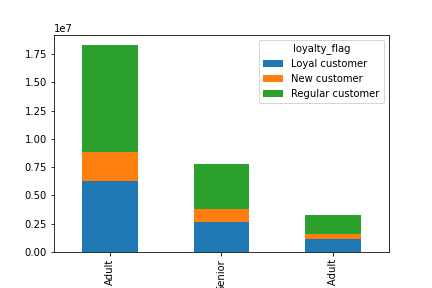 1e7
1.75
1.50
1.25
1.00
0.75
0.50
0.25
0.00
loyalty_flag
Loyal customer
New customer
Regular customer
Adult
Senior
Adult